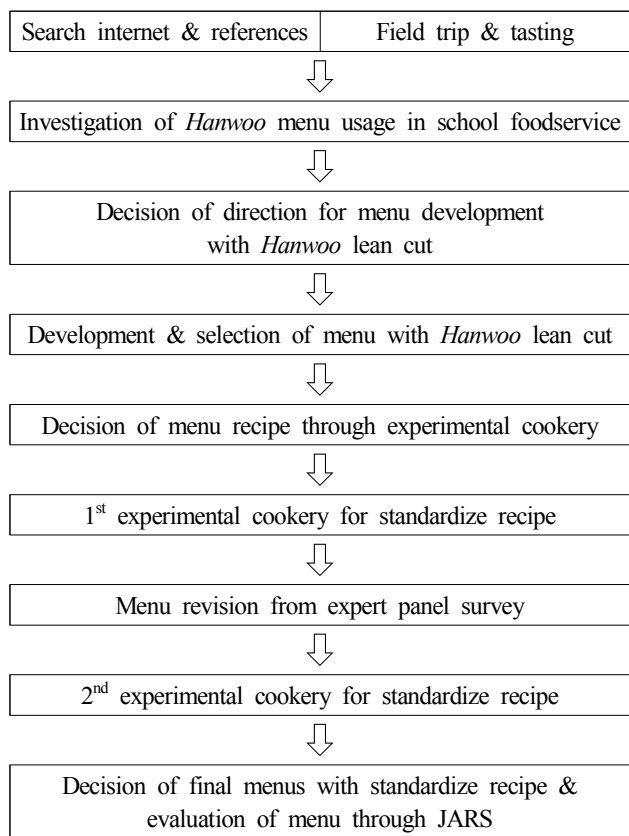 Search internet & references Field trip & tasting
Investigation of Hanwoo menu usage in school foodservice
Decision of direction for menu development
with Hanwoo lean cut
Development & selection of menu with Hanwoo lean cut
Decision of menu recipe through experimental cookery
1st experimental cookery for standardize recipe
Menu revision from expert panel survey
2nd experimental cookery for standardize recipe
Decision of final menus with standardize recipe &
evaluation of menu through JARS